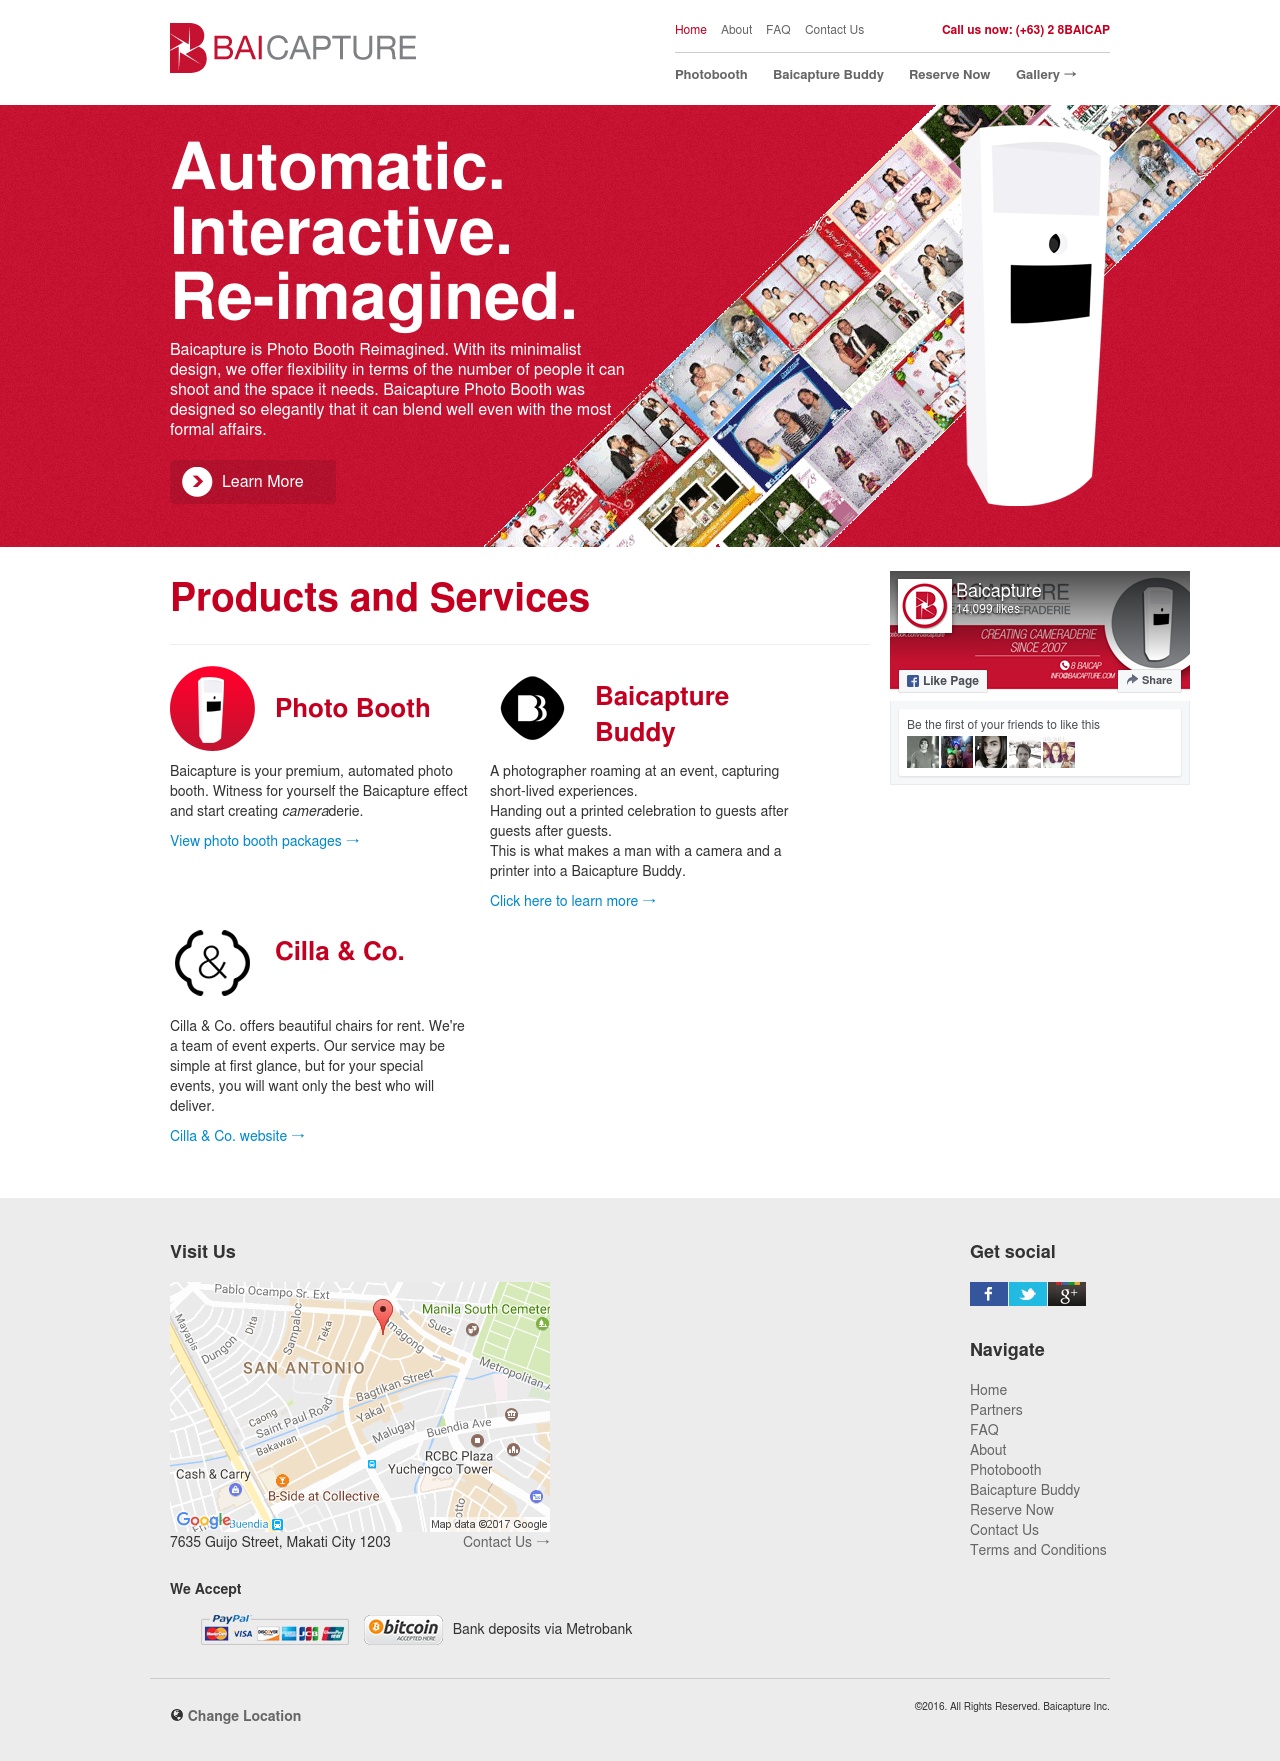 BAICAPTURE
Home About FAQ Contact Us
Call us now: (+63) 2 8BAICAP
Photobooth Baicapture Buddy Reserve Now Gallery →
Automatic.
Interactive.
Re-imagined.
Baicapture is Photo Booth Reimagined. With its minimalist
design, we offer flexibility in terms of the number of people it can
shoot and the space it needs. Baicapture Photo Booth was
designed so elegantly that it can blend well even with the most
formal affairs.
Learn More
Products and Services
Photo Booth
Baicapture is your premium, automated photo
booth. Witness for yourself the Baicapture effect
and start creating cameraderie.
View photo booth packages →
Baicapture
Buddy
A photographer roaming at an event, capturing
short-lived experiences.
Handing out a printed celebration to guests after
guests after guests.
This is what makes a man with a camera and a
printer into a Baicapture Buddy.
Click here to learn more →
Cilla & Co.
Cilla & Co. offers beautiful chairs for rent. We're
a team of event experts. Our service may be
simple at first glance, but for your special
events, you will want only the best who will
deliver.
Cilla & Co. website →
Baicapture
14,099 likes
CREATING CAMERADERIE
SINCE 2007
8 BAICAP
INFO@BAICAPTURE.COM
Like Page
Share
Be the first of your friends to like this
Visit Us
Pablo Ocampo Sr. Ext
Manila South Cemeter
Mayapis
Dungon
Dita
Sampaloc
Teka
Suez
SAN ANTONIO
Metropolitan A
Bagtikan Street
Caong
Saint Paul Road
Yakal
Bakawan
Malugay
Buendia Ave
RCBC Plaza
Yuchengco Tower
Cash & Carry
B-Side at Collective
Google
Buendia
Map data ©2017 Google
7635 Guijo Street, Makati City 1203
Contact Us →
We Accept
PayPal
MasterCard VISA DISCOVER JCB
bitcoin
ACCEPTED HERE
Bank deposits via Metrobank
Get social
f
g+
Navigate
Home
Partners
FAQ
About
Photobooth
Baicapture Buddy
Reserve Now
Contact Us
Terms and Conditions
Change Location
©2016. All Rights Reserved. Baicapture Inc.